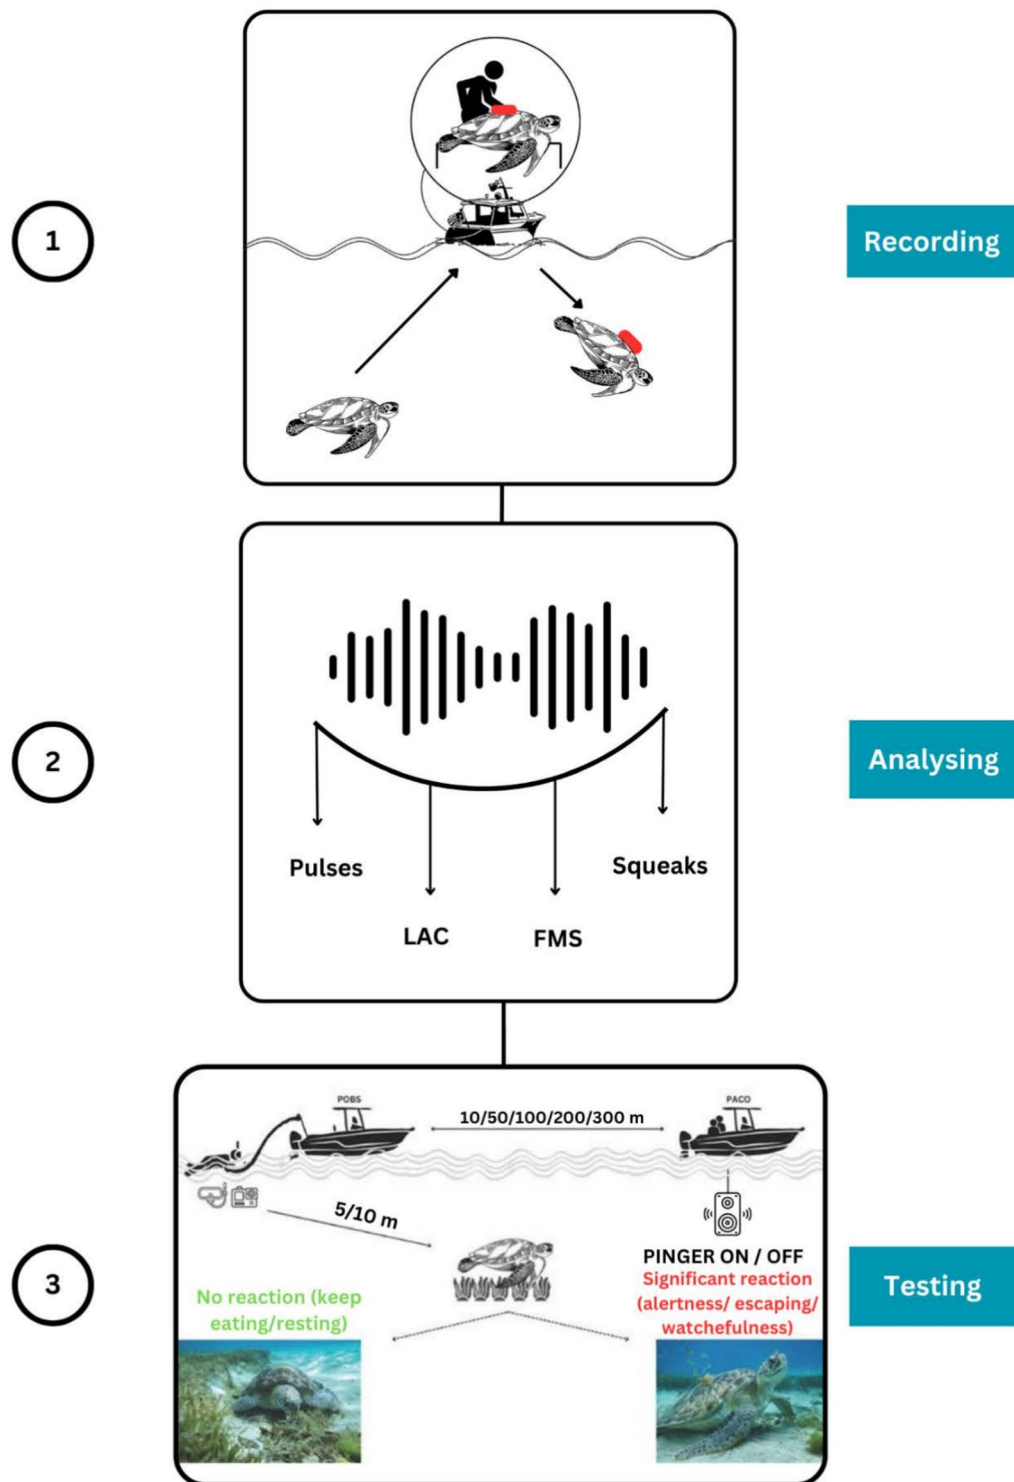 1
Recording
2
Analysing
Pulses
Squeaks
LAC
FMS
POBS
PACO
10/50/100/200/300 m
5/10 m
3
Testing
PINGER ON / OFF
Significant reaction
(alertness/ escaping/
watchefulness)
No reaction (keep
eating/resting)